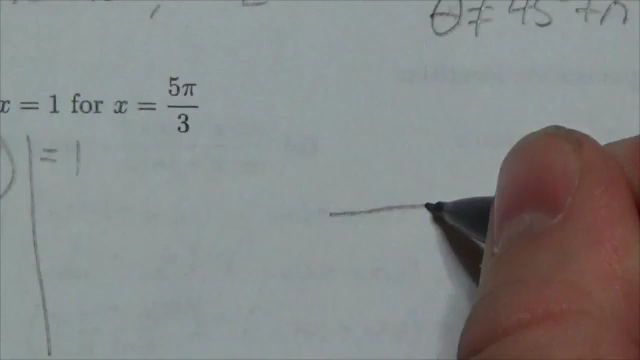 θ ≠ 45° + n
x = 1 for x = 5π/3
) | = 1